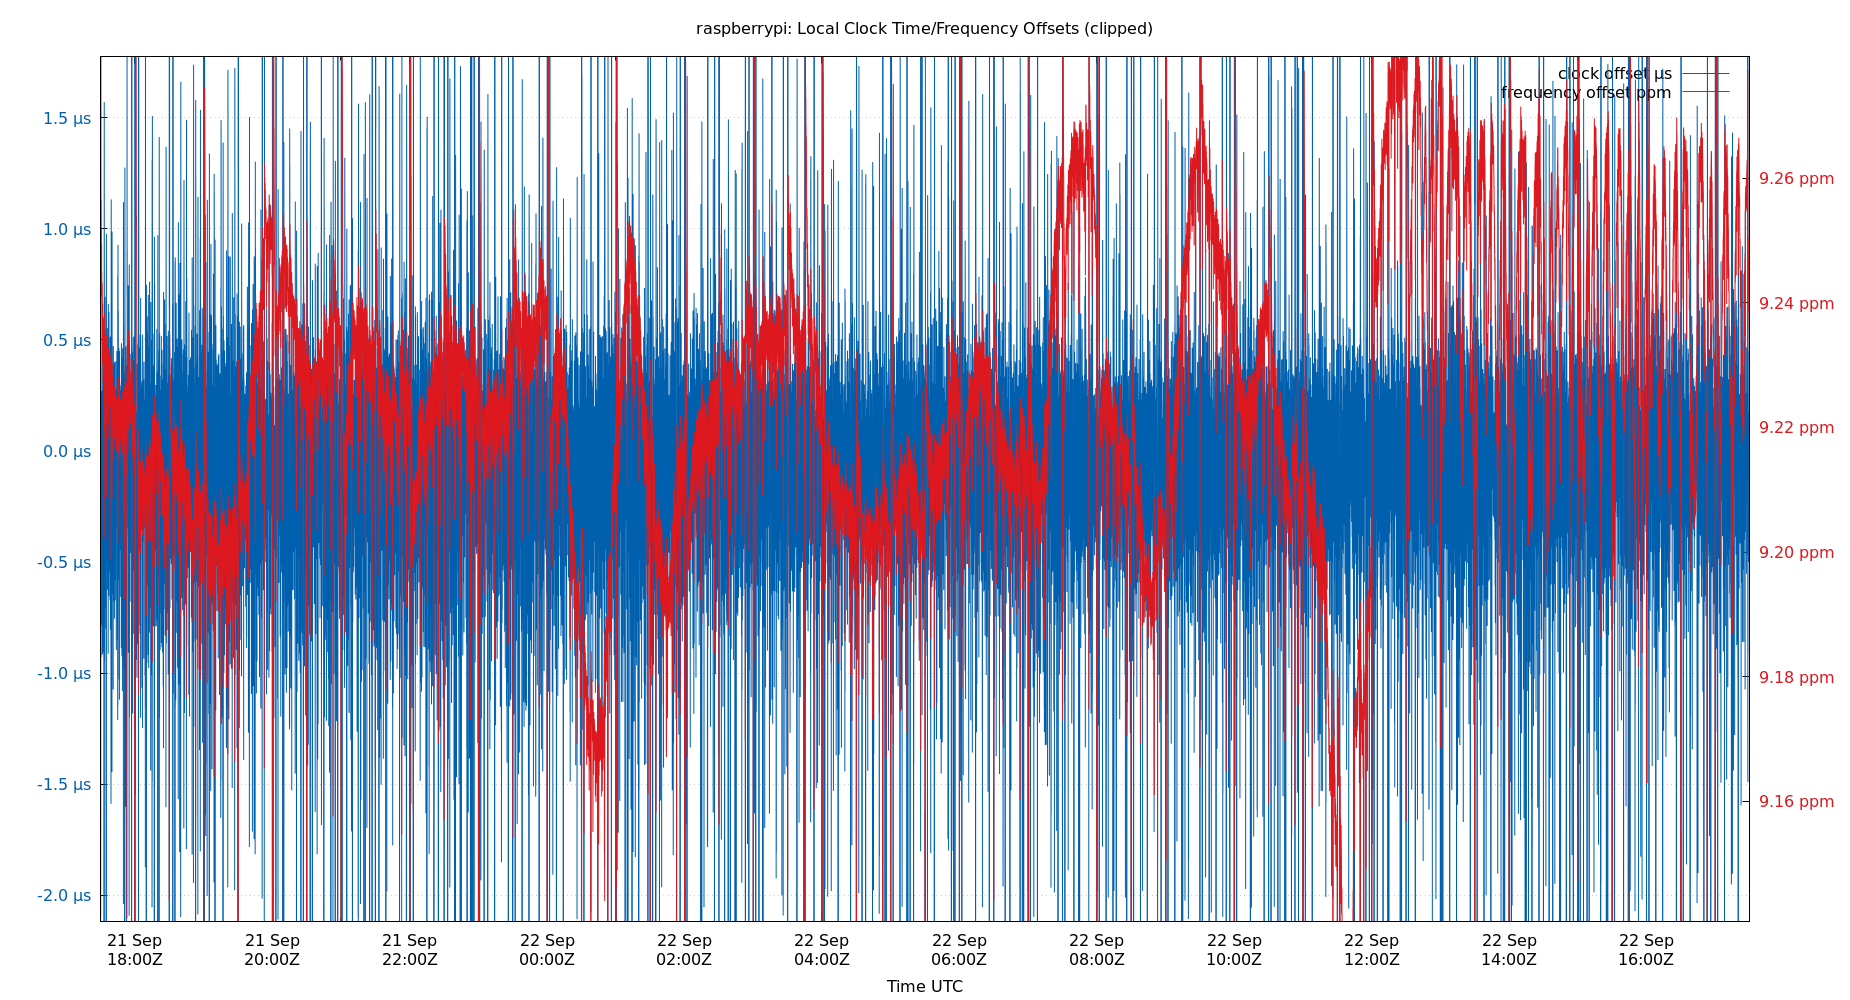 raspberrypi: Local Clock Time/Frequency Offsets (clipped)
clock offset µs
frequency offset ppm
1.5 µs
1.0 µs
0.5 µs
0.0 µs
-0.5 µs
-1.0 µs
-1.5 µs
-2.0 µs
9.26 ppm
9.24 ppm
9.22 ppm
9.20 ppm
9.18 ppm
9.16 ppm
21 Sep 21 Sep 21 Sep 22 Sep 22 Sep 22 Sep 22 Sep 22 Sep 22 Sep 22 Sep 22 Sep 22 Sep
18:00Z 20:00Z 22:00Z 00:00Z 02:00Z 04:00Z 06:00Z 08:00Z 10:00Z 12:00Z 14:00Z 16:00Z
Time UTC